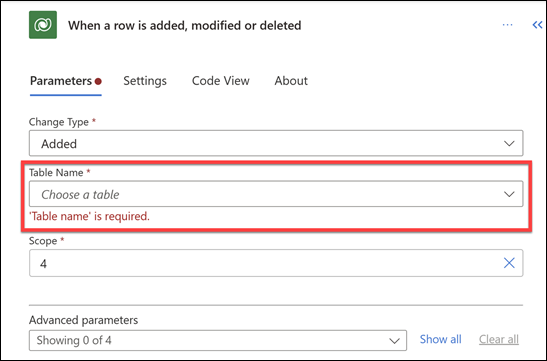 When a row is added, modified or deleted
Parameters Settings Code View About
Change Type *
Added
Table Name *
Choose a table
'Table name' is required.
Scope *
4
Advanced parameters
Showing 0 of 4 Show all Clear all